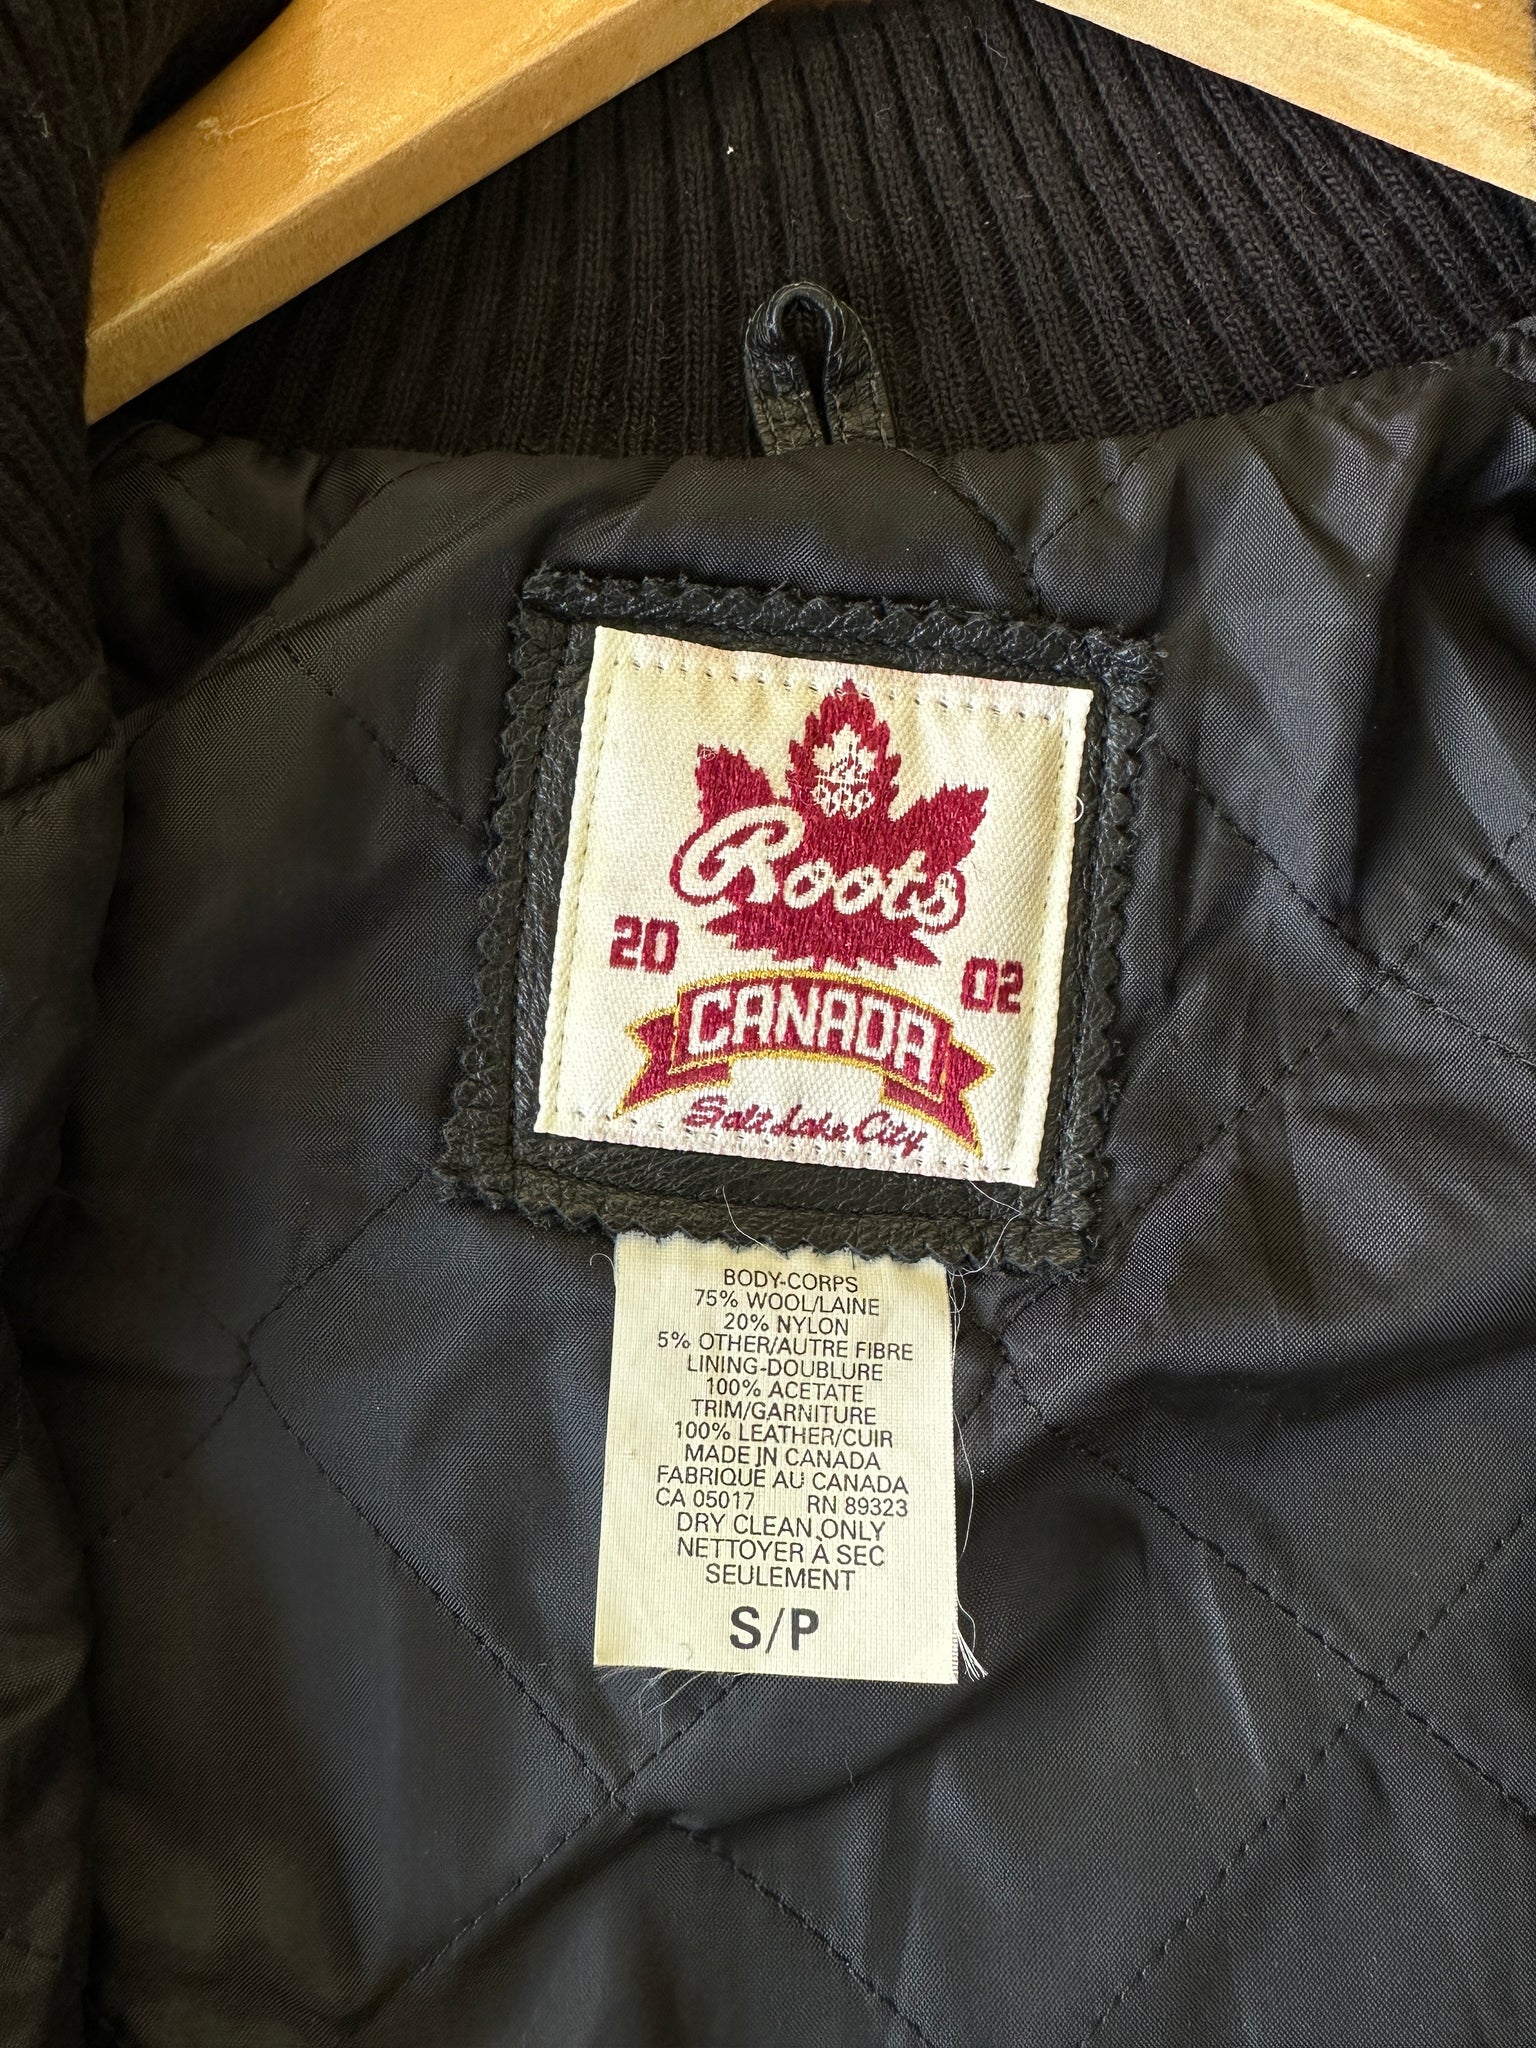 Roots
20 02
CANADA
Salt Lake City
BODY-CORPS
75% WOOL/LAINE
20% NYLON
5% OTHER/AUTRE FIBRE
LINING-DOUBLURE
100% ACETATE
TRIM/GARNITURE
100% LEATHER/CUIR
MADE IN CANADA
FABRIQUE AU CANADA
CA 05017 RN 89323
DRY CLEAN ONLY
NETTOYER À SEC
SEULEMENT
S/P